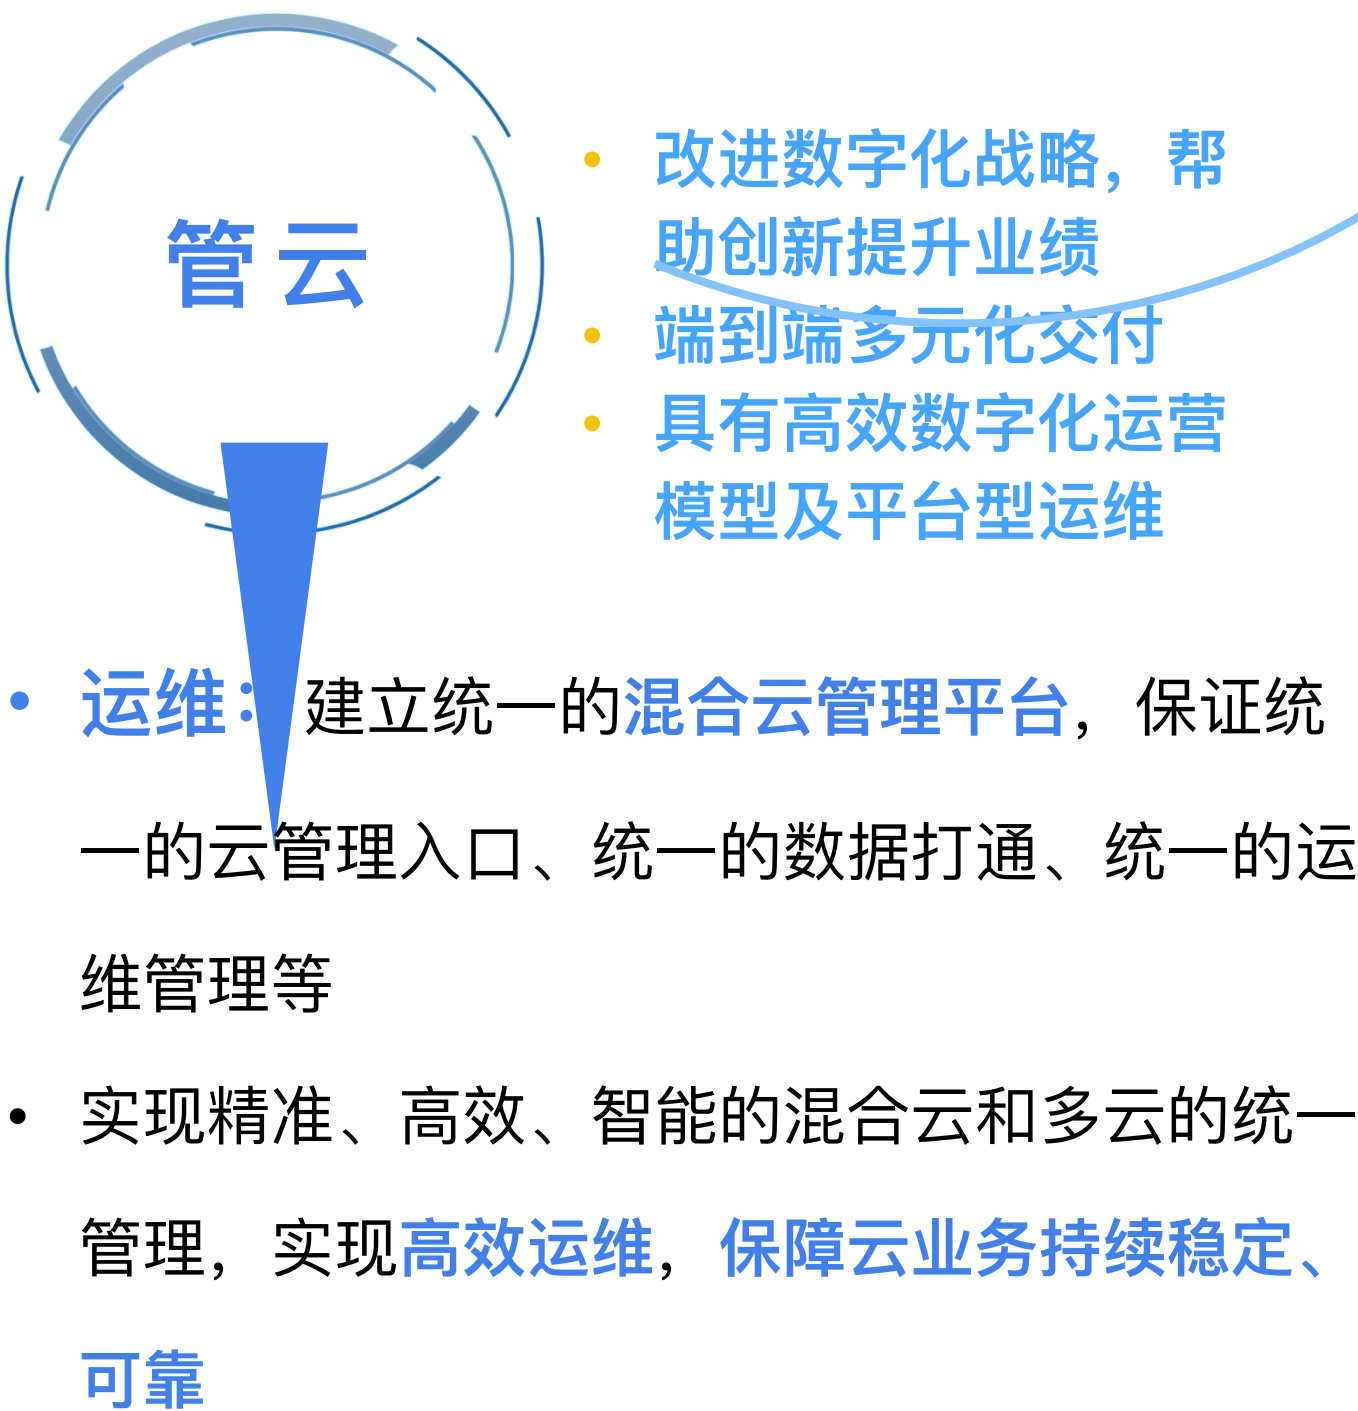 管云
改进数字化战略，帮
助创新提升业绩
端到端多元化交付
具有高效数字化运营
模型及平台型运维
运维：建立统一的混合云管理平台，保证统
一的云管理入口、统一的数据打通、统一的运
维管理等
实现精准、高效、智能的混合云和多云的统一
管理，实现高效运维，保障云业务持续稳定、
可靠